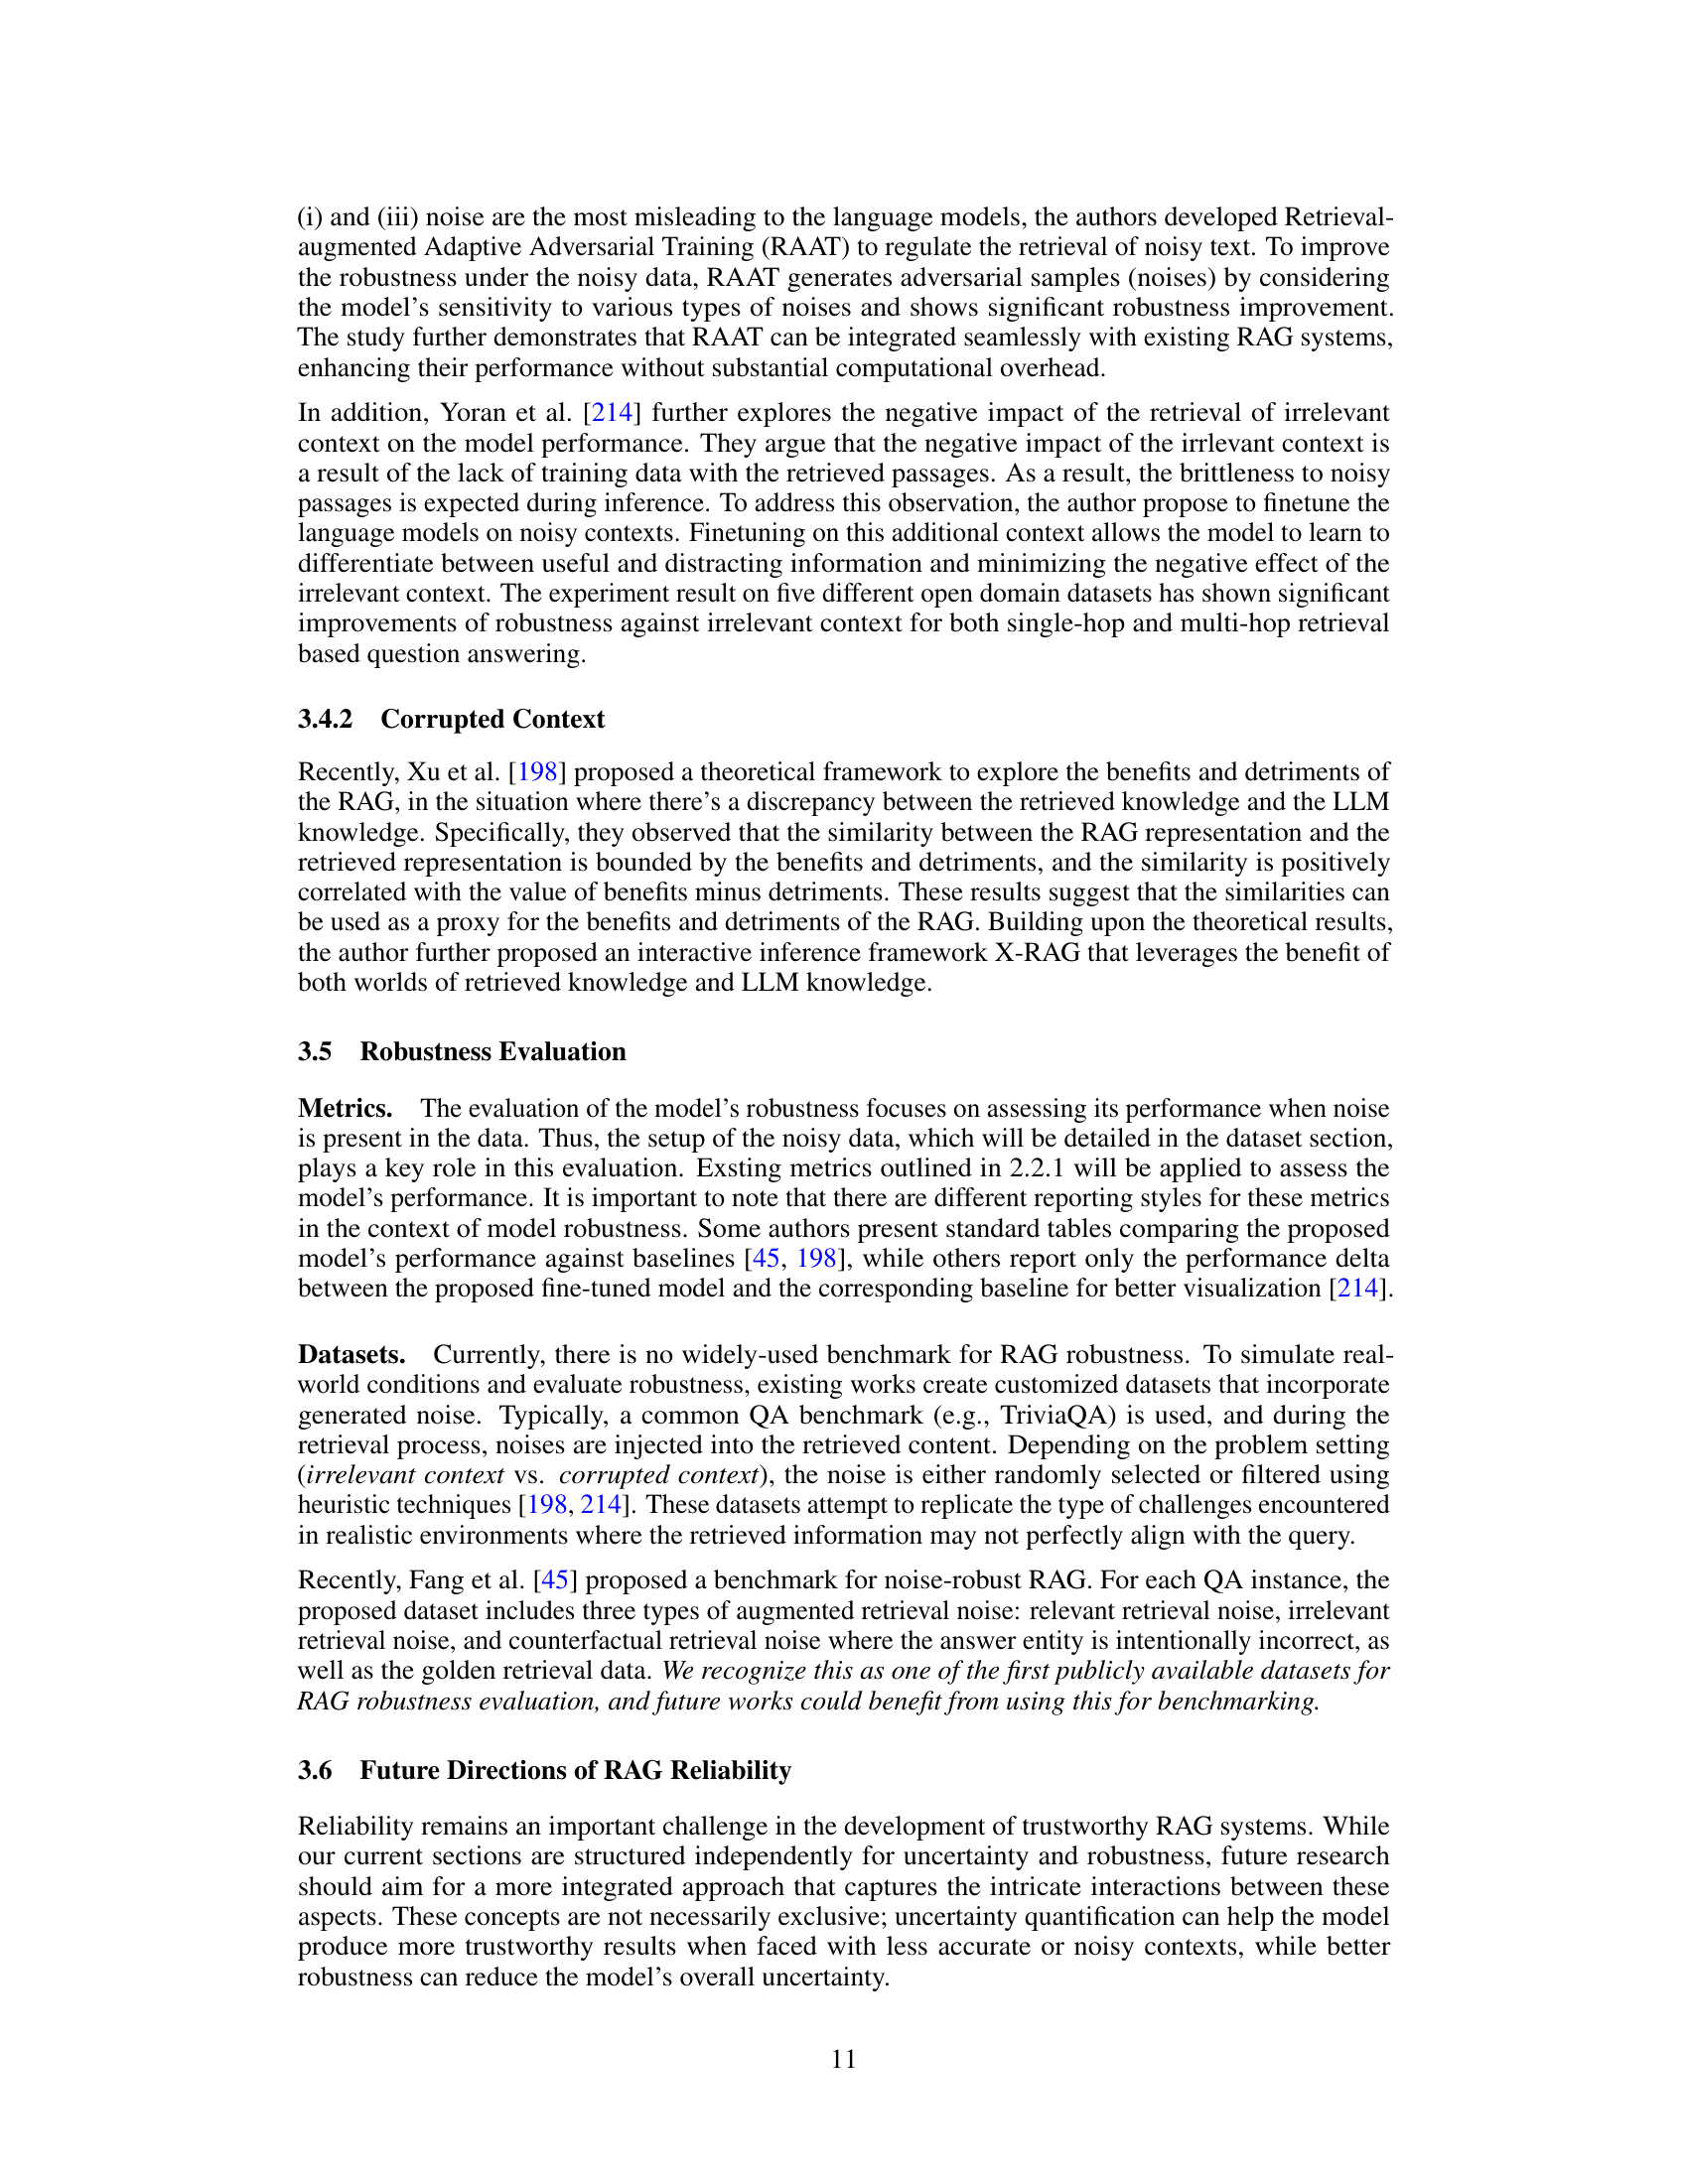 (i) and (iii) noise are the most misleading to the language models, the authors developed Retrieval-
augmented Adaptive Adversarial Training (RAAT) to regulate the retrieval of noisy text. To improve
the robustness under the noisy data, RAAT generates adversarial samples (noises) by considering
the model's sensitivity to various types of noises and shows significant robustness improvement.
The study further demonstrates that RAAT can be integrated seamlessly with existing RAG systems,
enhancing their performance without substantial computational overhead.
In addition, Yoran et al. [214] further explores the negative impact of the retrieval of irrelevant
context on the model performance. They argue that the negative impact of the irrlevant context is
a result of the lack of training data with the retrieved passages. As a result, the brittleness to noisy
passages is expected during inference. To address this observation, the author propose to finetune the
language models on noisy contexts. Finetuning on this additional context allows the model to learn to
differentiate between useful and distracting information and minimizing the negative effect of the
irrelevant context. The experiment result on five different open domain datasets has shown significant
improvements of robustness against irrelevant context for both single-hop and multi-hop retrieval
based question answering.
3.4.2 Corrupted Context
Recently, Xu et al. [198] proposed a theoretical framework to explore the benefits and detriments of
the RAG, in the situation where there's a discrepancy between the retrieved knowledge and the LLM
knowledge. Specifically, they observed that the similarity between the RAG representation and the
retrieved representation is bounded by the benefits and detriments, and the similarity is positively
correlated with the value of benefits minus detriments. These results suggest that the similarities can
be used as a proxy for the benefits and detriments of the RAG. Building upon the theoretical results,
the author further proposed an interactive inference framework X-RAG that leverages the benefit of
both worlds of retrieved knowledge and LLM knowledge.
3.5 Robustness Evaluation
Metrics. The evaluation of the model's robustness focuses on assessing its performance when noise
is present in the data. Thus, the setup of the noisy data, which will be detailed in the dataset section,
plays a key role in this evaluation. Exsting metrics outlined in 2.2.1 will be applied to assess the
model's performance. It is important to note that there are different reporting styles for these metrics
in the context of model robustness. Some authors present standard tables comparing the proposed
model's performance against baselines [45, 198], while others report only the performance delta
between the proposed fine-tuned model and the corresponding baseline for better visualization [214].
Datasets. Currently, there is no widely-used benchmark for RAG robustness. To simulate real-
world conditions and evaluate robustness, existing works create customized datasets that incorporate
generated noise. Typically, a common QA benchmark (e.g., TriviaQA) is used, and during the
retrieval process, noises are injected into the retrieved content. Depending on the problem setting
(irrelevant context vs. corrupted context), the noise is either randomly selected or filtered using
heuristic techniques [198, 214]. These datasets attempt to replicate the type of challenges encountered
in realistic environments where the retrieved information may not perfectly align with the query.
Recently, Fang et al. [45] proposed a benchmark for noise-robust RAG. For each QA instance, the
proposed dataset includes three types of augmented retrieval noise: relevant retrieval noise, irrelevant
retrieval noise, and counterfactual retrieval noise where the answer entity is intentionally incorrect, as
well as the golden retrieval data. We recognize this as one of the first publicly available datasets for
RAG robustness evaluation, and future works could benefit from using this for benchmarking.
3.6 Future Directions of RAG Reliability
Reliability remains an important challenge in the development of trustworthy RAG systems. While
our current sections are structured independently for uncertainty and robustness, future research
should aim for a more integrated approach that captures the intricate interactions between these
aspects. These concepts are not necessarily exclusive; uncertainty quantification can help the model
produce more trustworthy results when faced with less accurate or noisy contexts, while better
robustness can reduce the model's overall uncertainty.
11